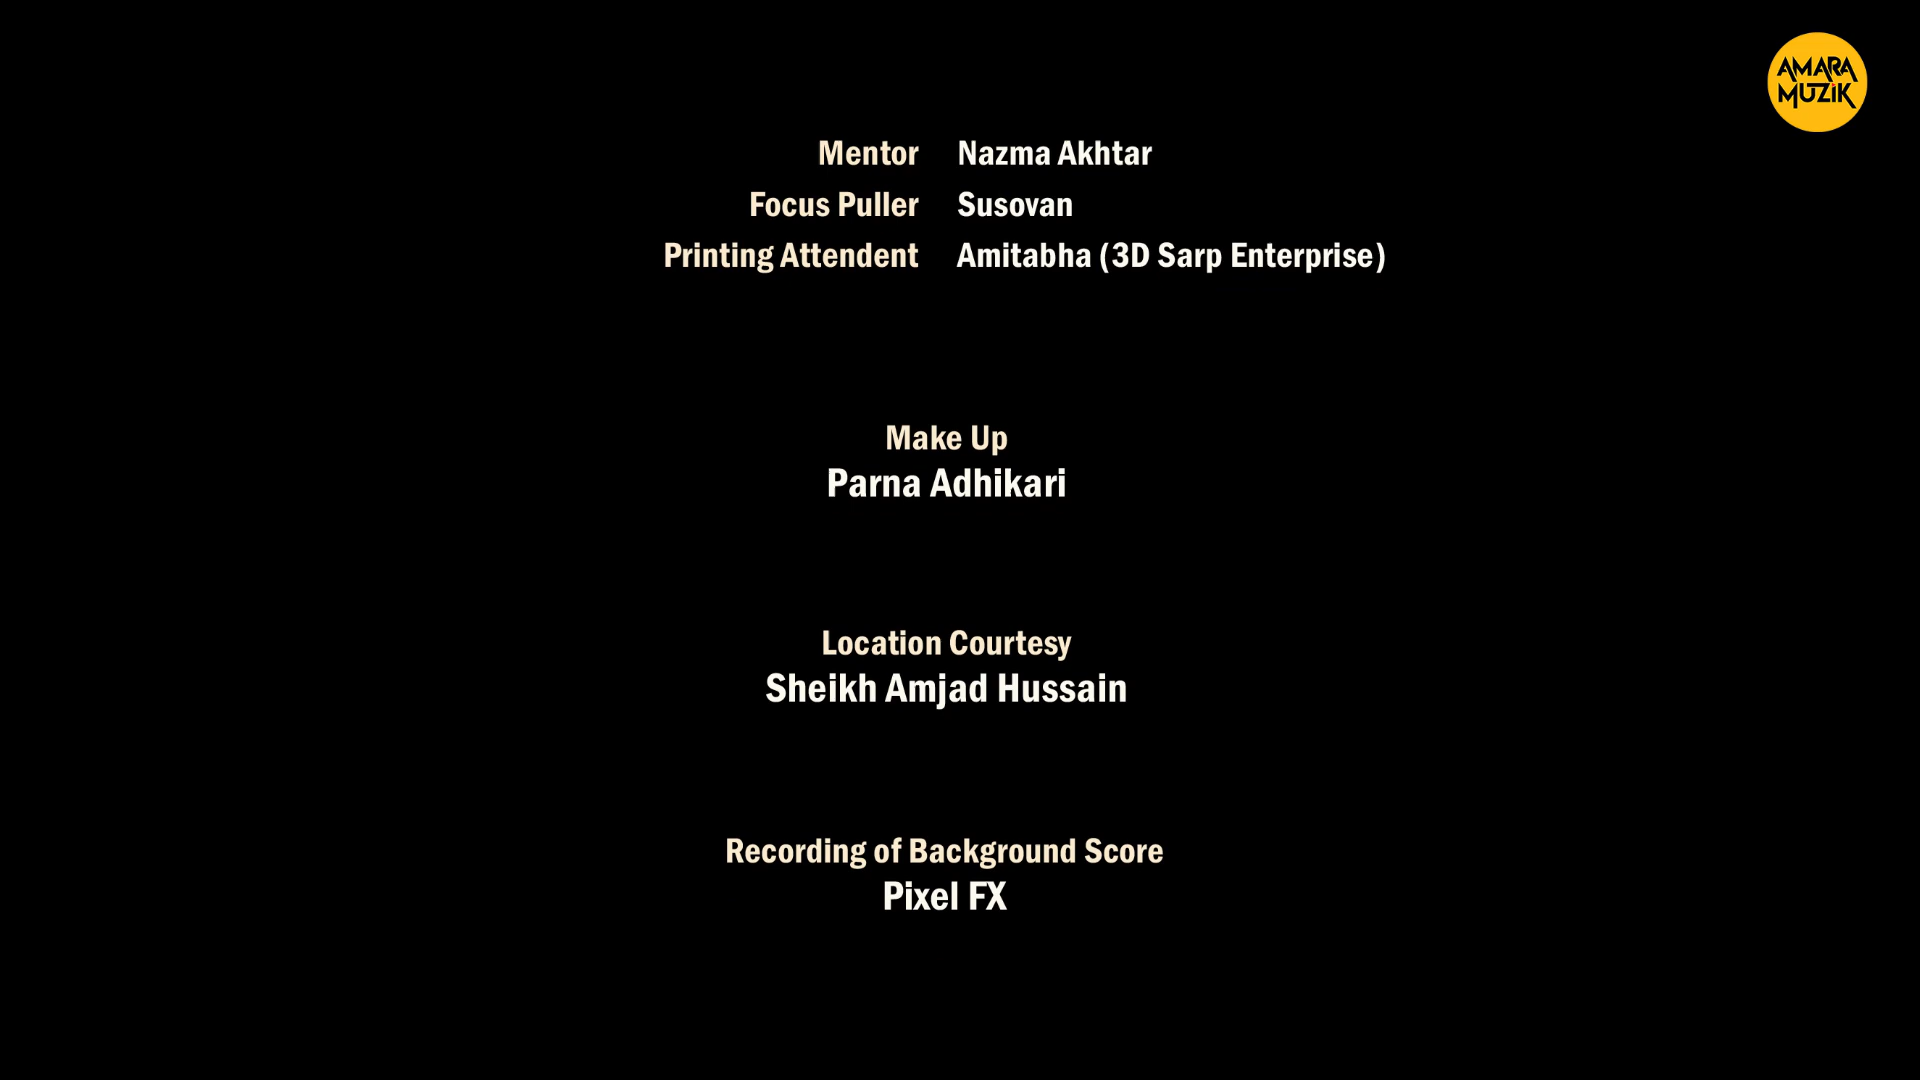 AMARA
MUZIK
Mentor Nazma Akhtar
Focus Puller Susovan
Printing Attendent Amitabha (3D Sarp Enterprise)
Make Up
Parna Adhikari
Location Courtesy
Sheikh Amjad Hussain
Recording of Background Score
Pixel FX